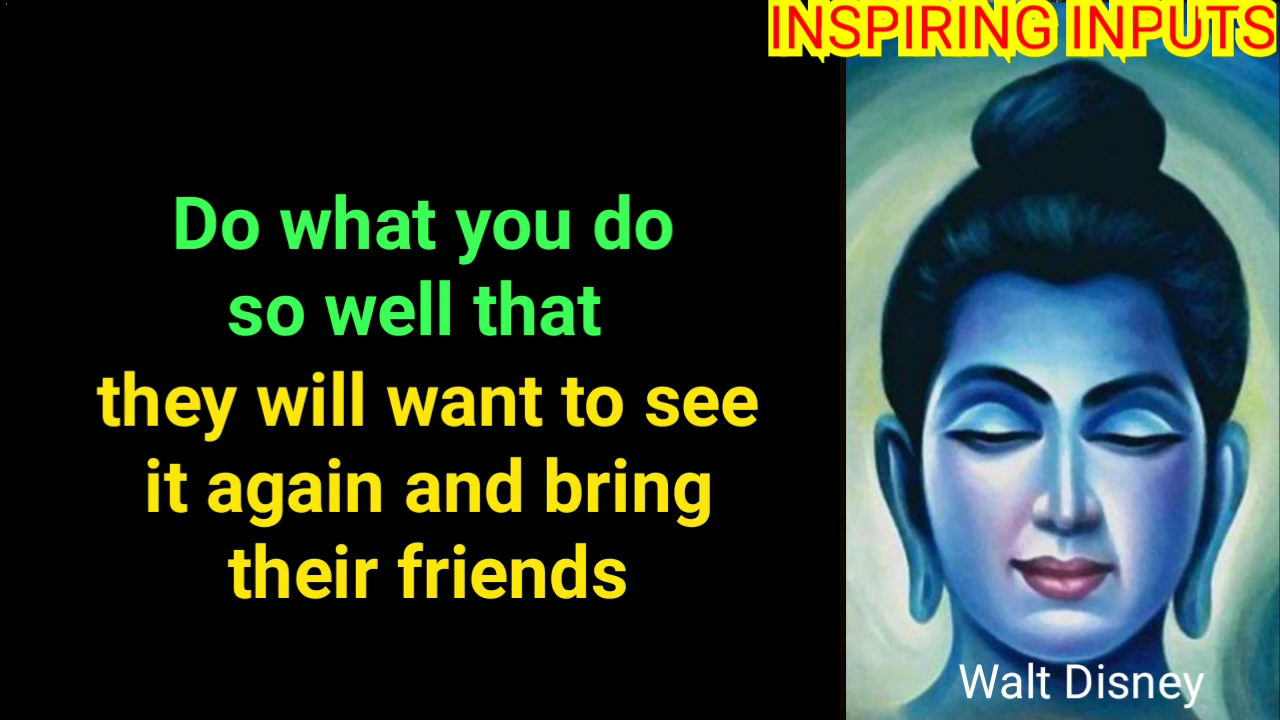 INSPIRING INPUTS
Do what you do
so well that
they will want to see
it again and bring
their friends
Walt Disney